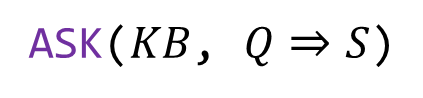 ASK(KB, Q ⇒ S)